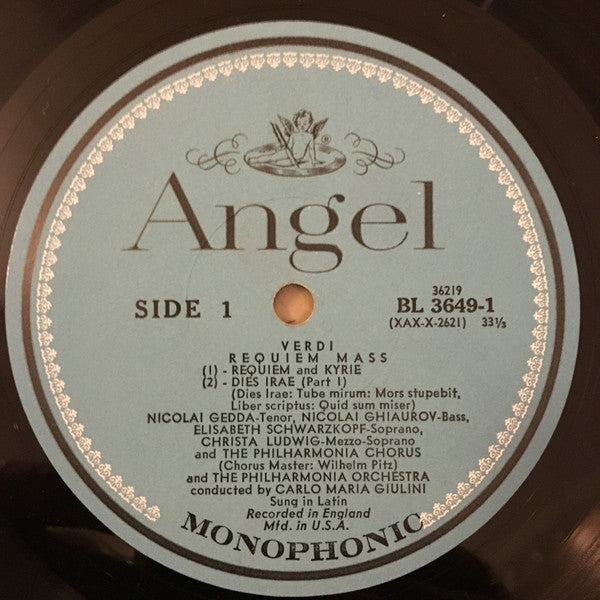 Angel
®
SIDE 1
36219
BL 3649-1
(XAX-X-2621) 33⅓
VERDI
REQUIEM MASS
(1) - REQUIEM and KYRIE
(2) - DIES IRAE (Part I)
(Dies Irae: Tube mirum: Mors stupebit,
Liber scriptus: Quid sum miser)
NICOLAI GEDDA-Tenor, NICOLAI GHIAUROV-Bass,
ELISABETH SCHWARZKOPF-Soprano,
CHRISTA LUDWIG-Mezzo-Soprano
and THE PHILHARMONIA CHORUS
(Chorus Master: Wilhelm Pitz)
and THE PHILHARMONIA ORCHESTRA
conducted by CARLO MARIA GIULINI
Sung in Latin
Recorded in England
Mfd. in U.S.A.
MONOPHONIC